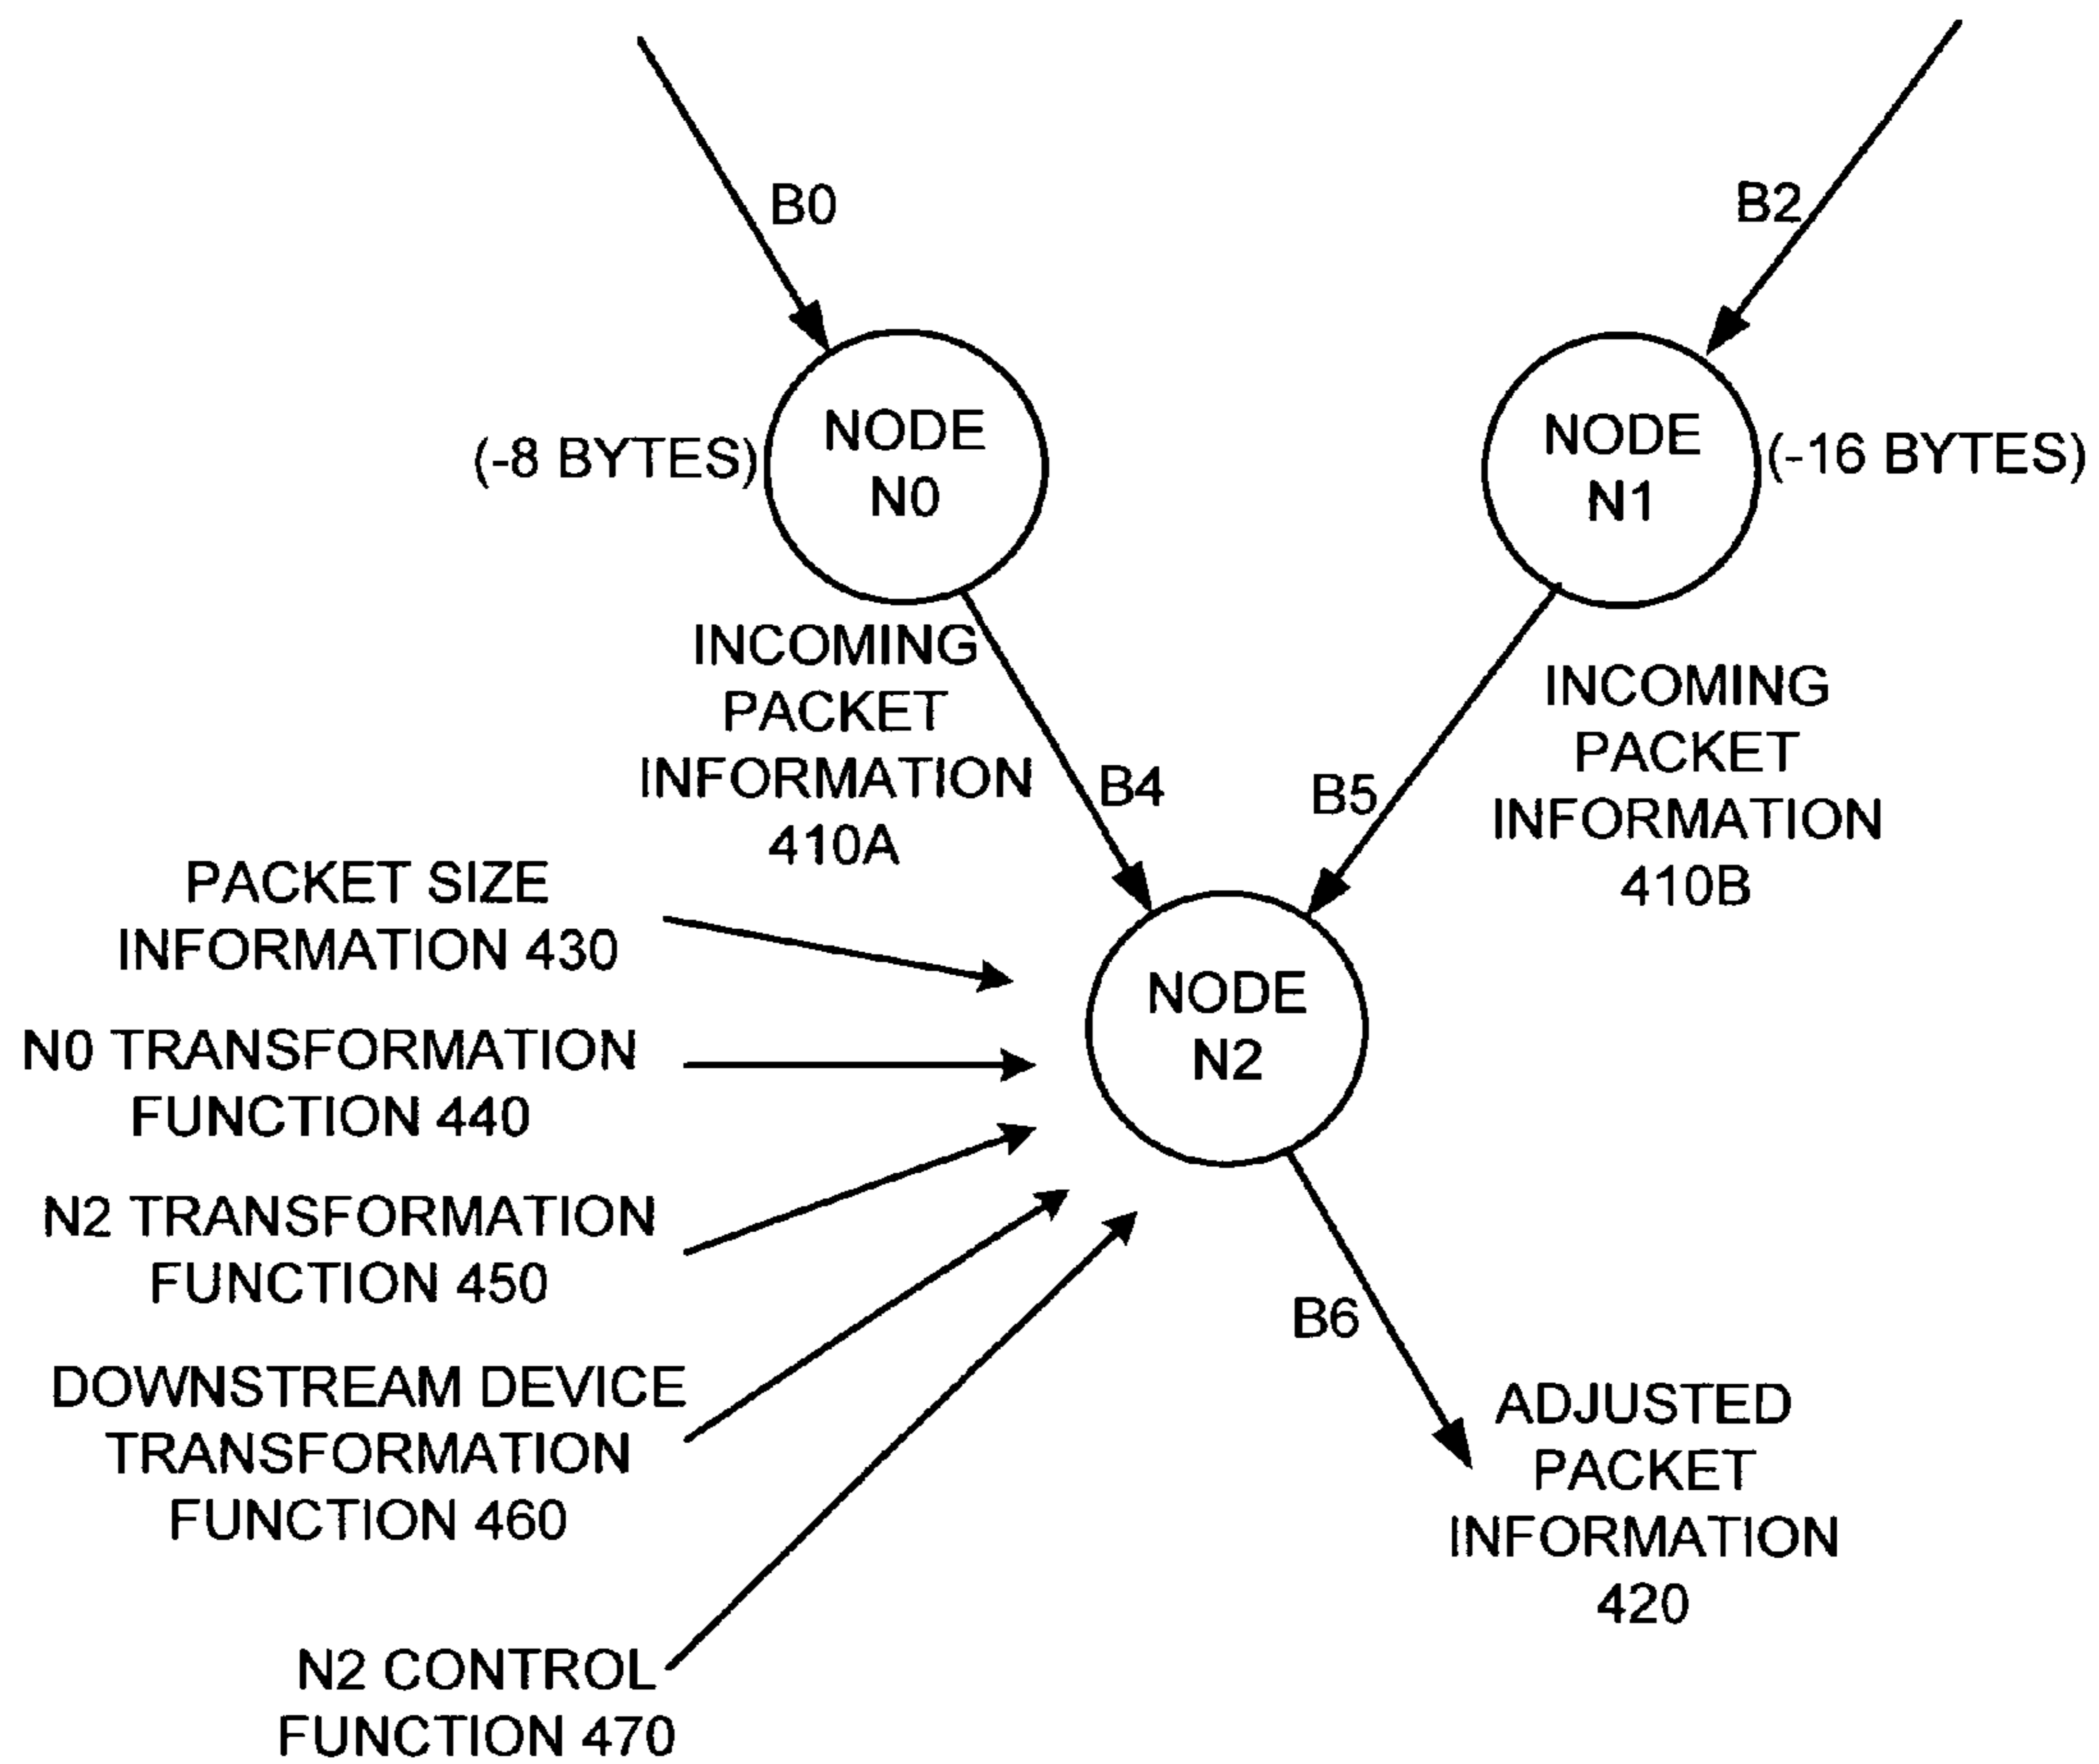 B0
B2
(-8 BYTES)
NODE
N0
NODE
N1
(-16 BYTES)
INCOMING
PACKET
INFORMATION
410A
B4
B5
INCOMING
PACKET
INFORMATION
410B
PACKET SIZE
INFORMATION 430
NODE
N2
N0 TRANSFORMATION
FUNCTION 440
N2 TRANSFORMATION
FUNCTION 450
DOWNSTREAM DEVICE
TRANSFORMATION
FUNCTION 460
B6
ADJUSTED
PACKET
INFORMATION
420
N2 CONTROL
FUNCTION 470